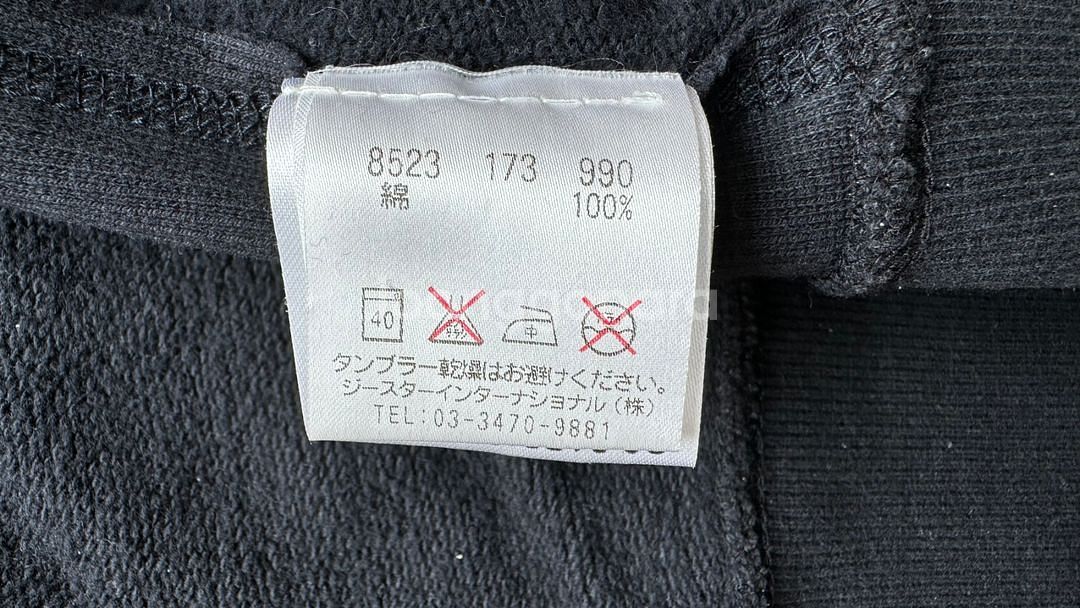 8523 173 990
綿 100%
40 中
タンブラー乾燥はお避けください。
ジースターインターナショナル(株)
TEL:03-3470-9881